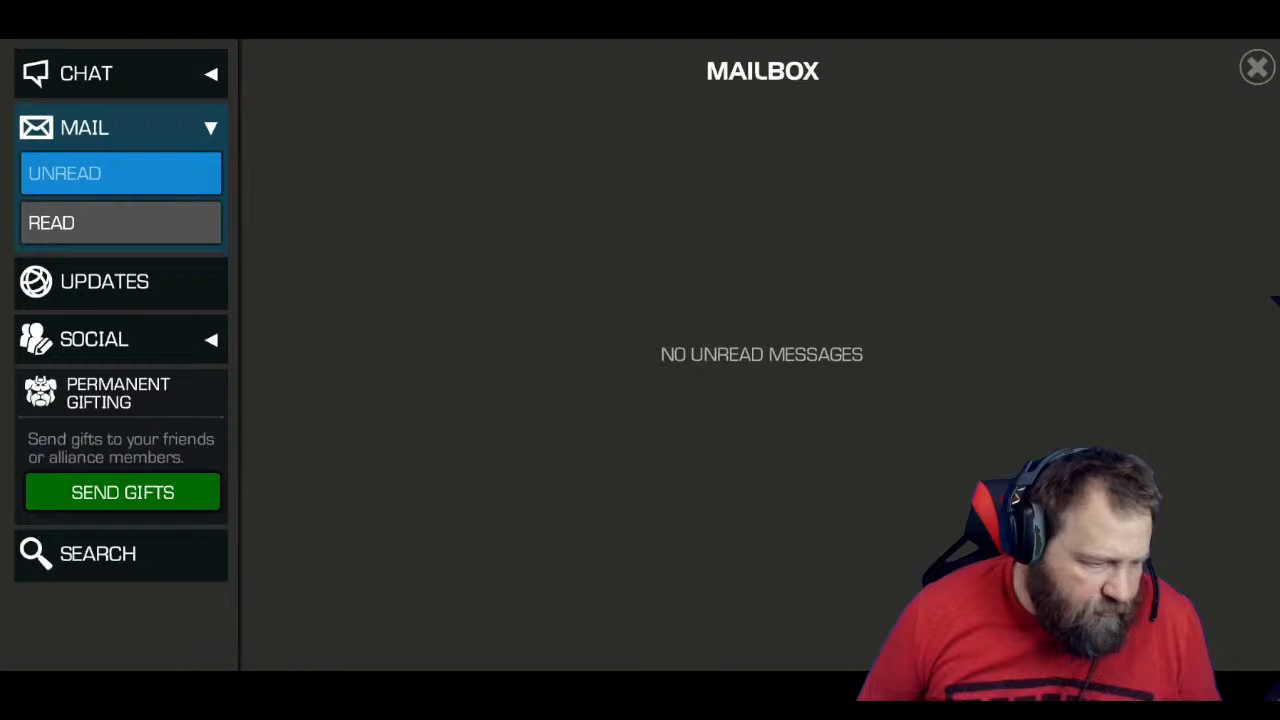 CHAT
MAILBOX
MAIL
UNREAD
READ
UPDATES
SOCIAL
PERMANENT
GIFTING
NO UNREAD MESSAGES
Send gifts to your friends
or alliance members.
SEND GIFTS
SEARCH